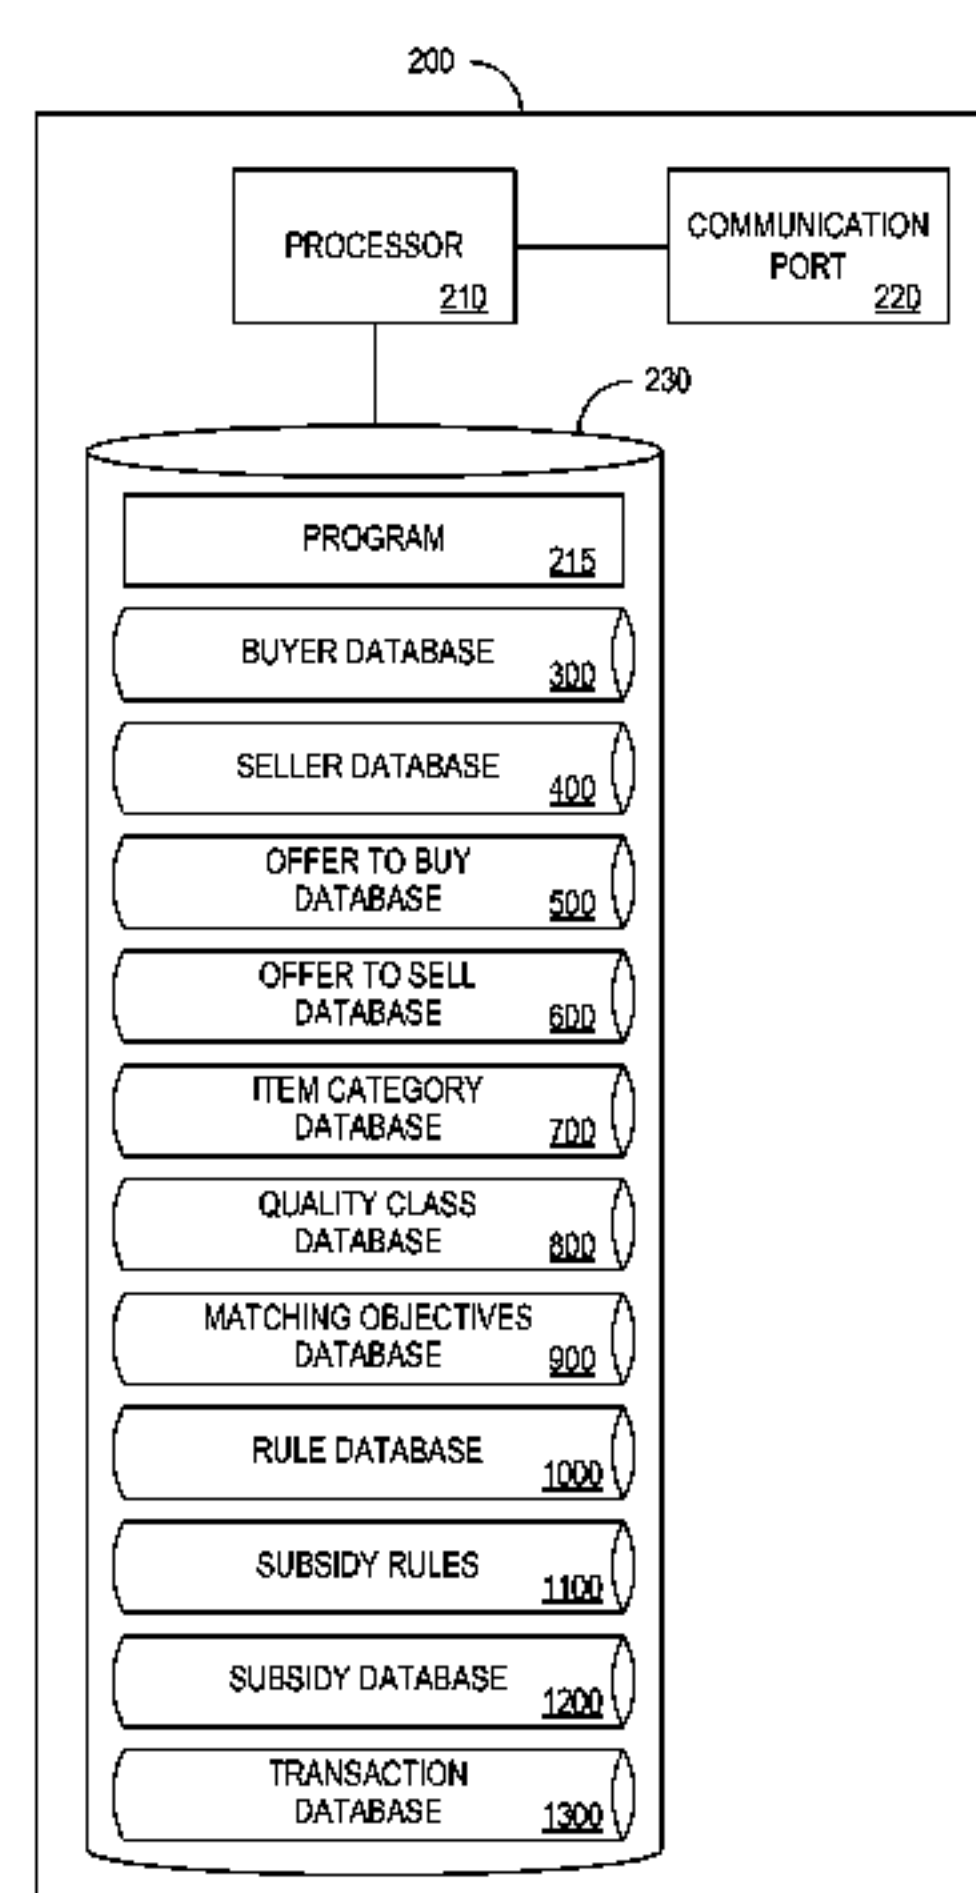 200
PROCESSOR
210
COMMUNICATION
PORT
220
230
PROGRAM
215
BUYER DATABASE
300
SELLER DATABASE
400
OFFER TO BUY
DATABASE
500
OFFER TO SELL
DATABASE
600
ITEM CATEGORY
DATABASE
700
QUALITY CLASS
DATABASE
800
MATCHING OBJECTIVES
DATABASE
900
RULE DATABASE
1000
SUBSIDY RULES
1100
SUBSIDY DATABASE
1200
TRANSACTION
DATABASE
1300